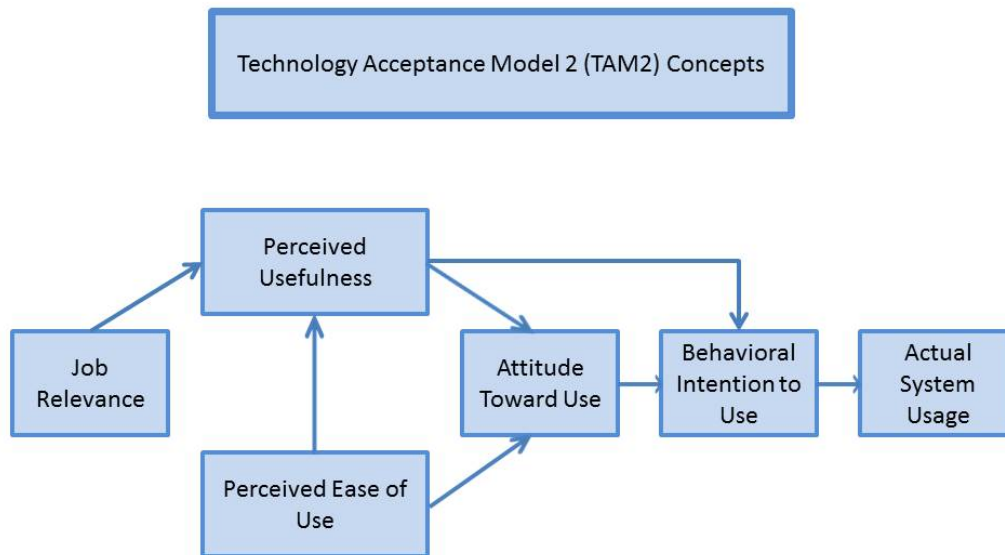 Technology Acceptance Model 2 (TAM2) Concepts
Perceived
Usefulness
Job
Relevance
Attitude
Toward Use
Behavioral
Intention to
Use
Actual
System
Usage
Perceived Ease of
Use